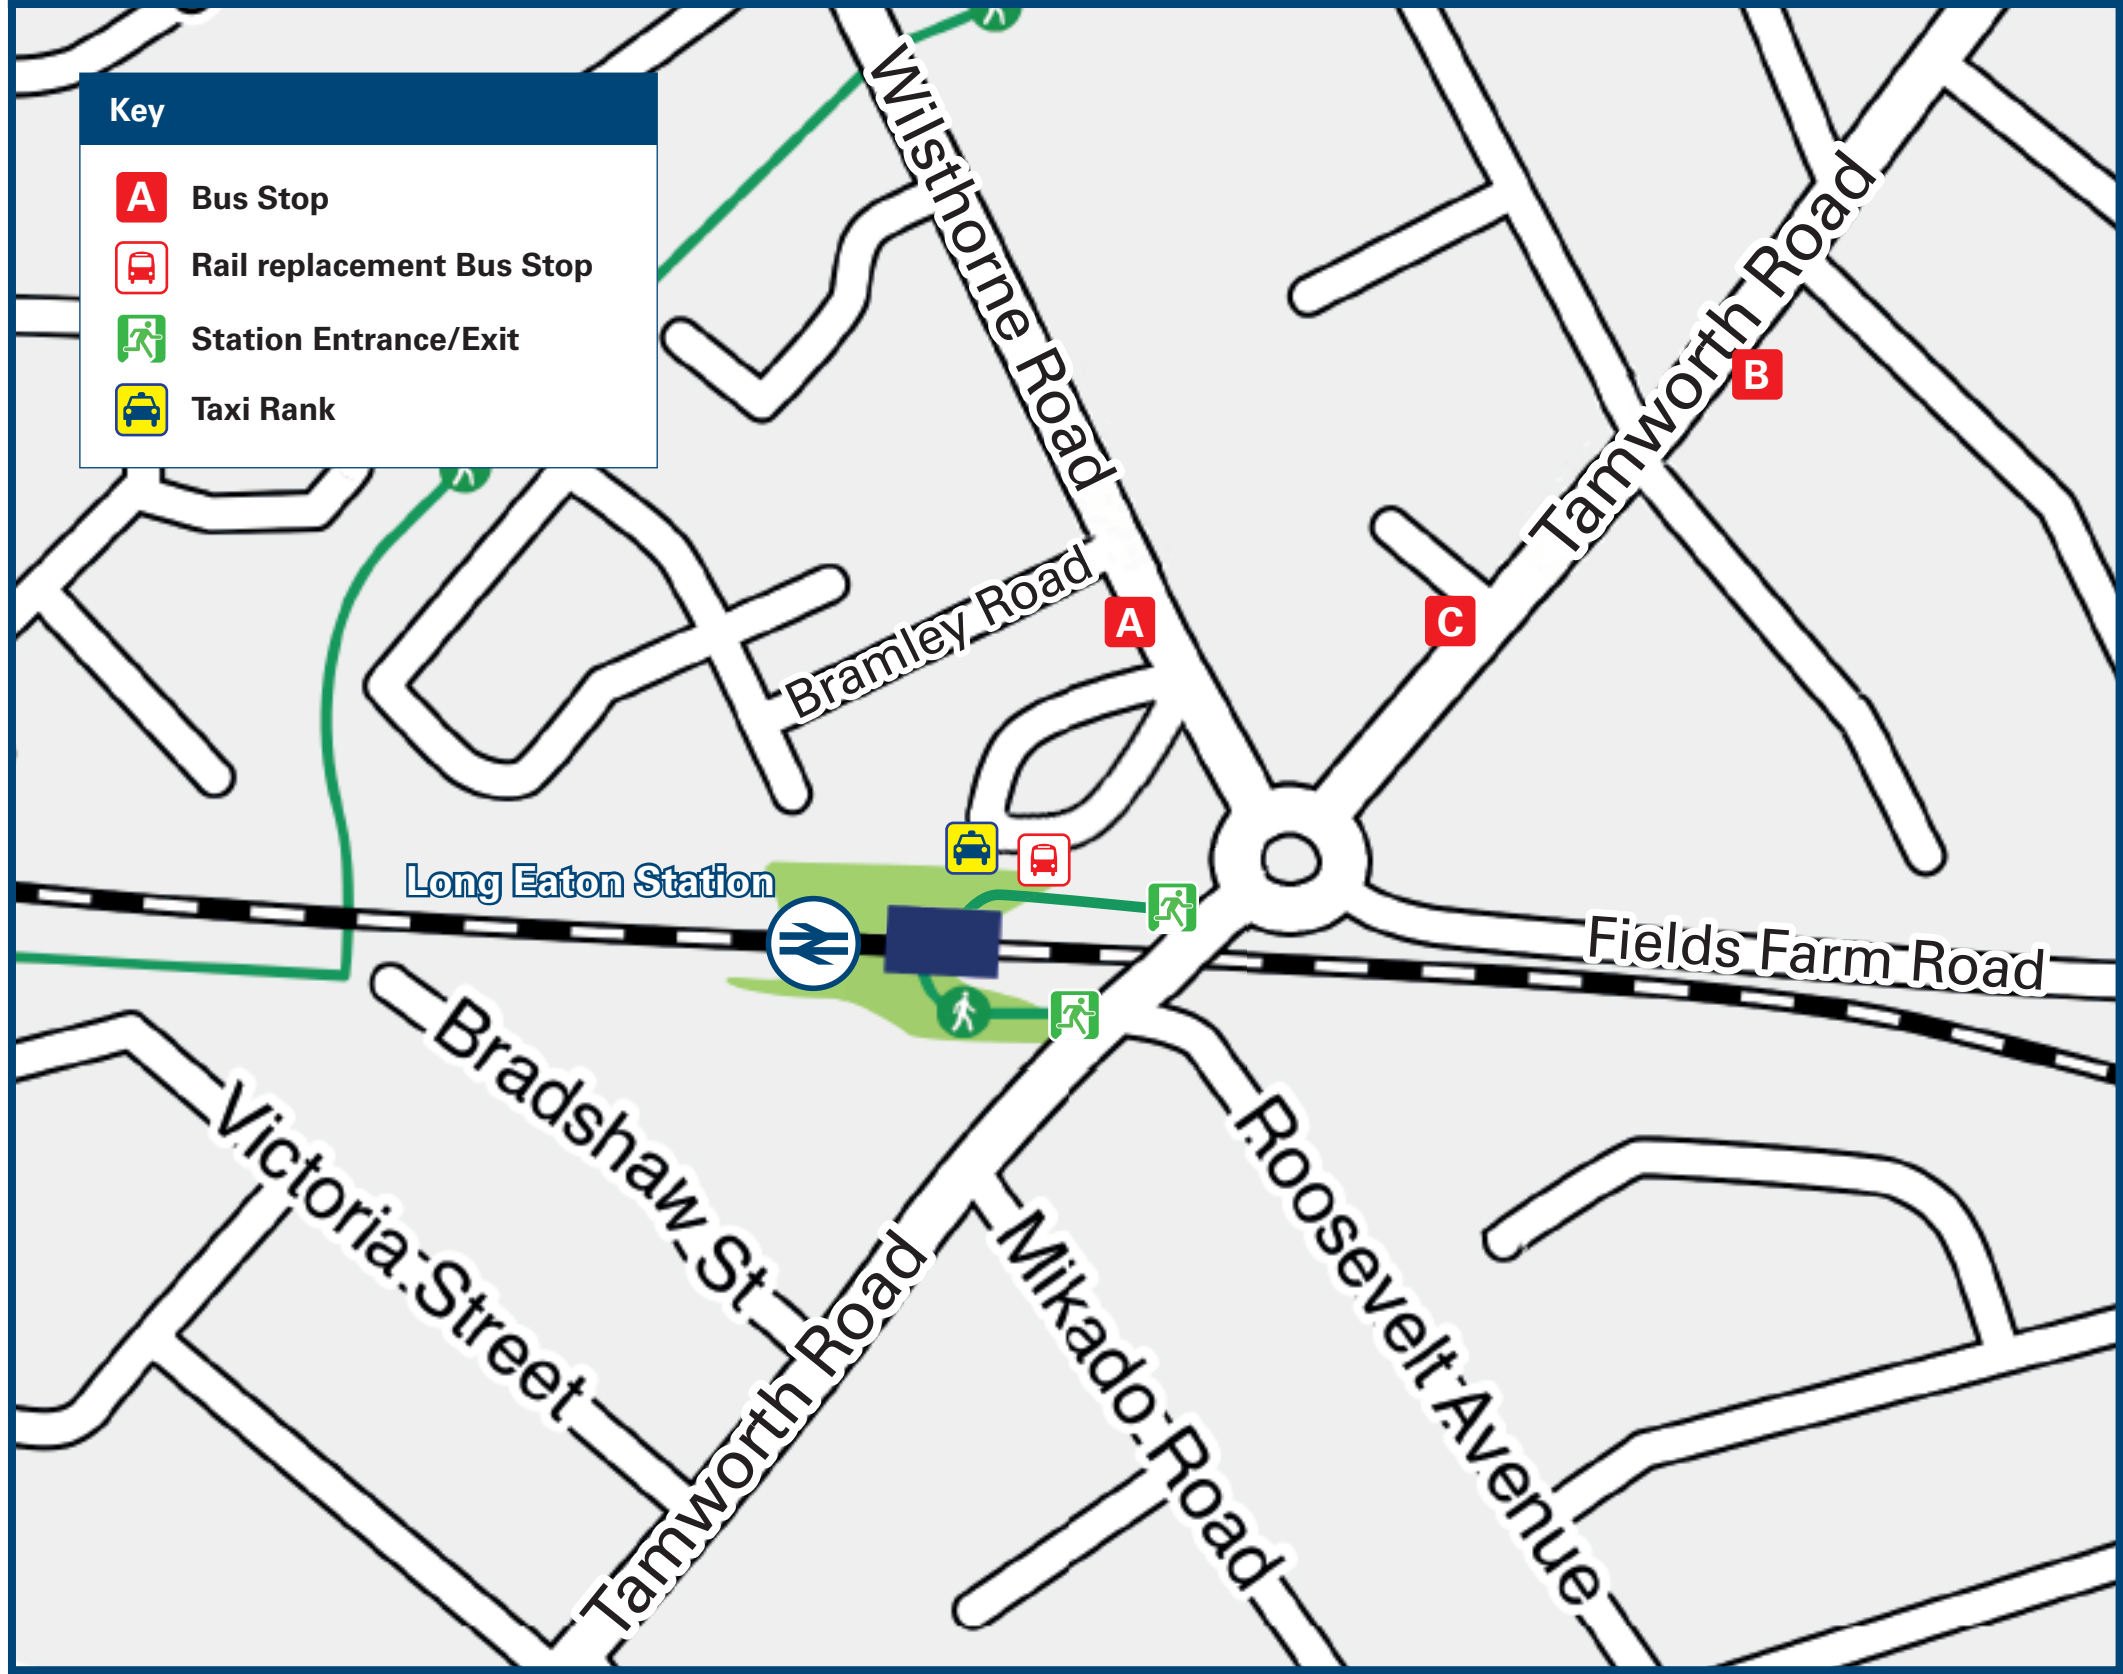 Key
A Bus Stop
Rail replacement Bus Stop
Station Entrance/Exit
Taxi Rank
Wilsthorne Road
Tamworth Road
B
Bramley Road
A
C
Long Eaton Station
Fields Farm Road
Bradshaw St
Victoria Street
Roosevelt Avenue
Mikado Road
Tamworth Road